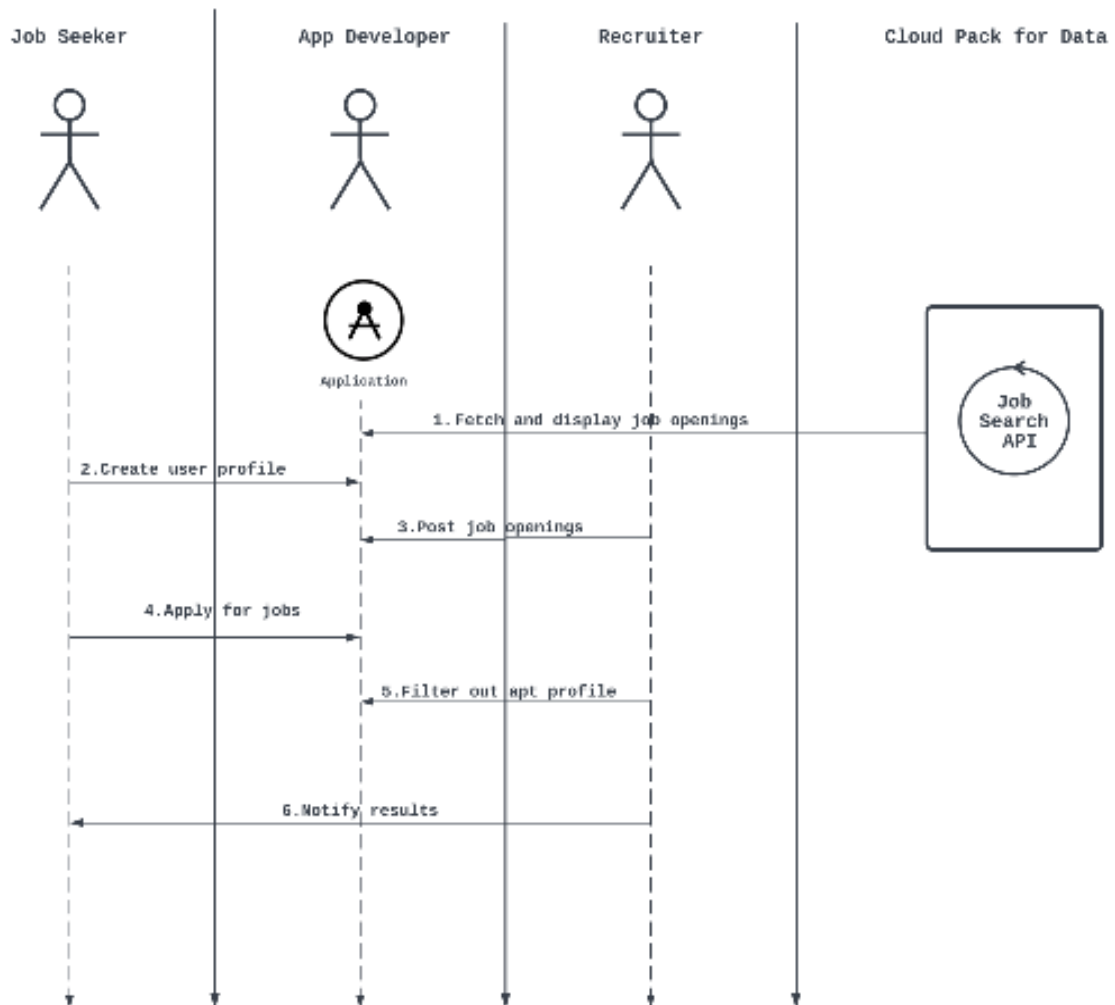 Job Seeker
App Developer
Recruiter
Cloud Pack for Data
Application
Job
Search
API
1.Fetch and display job openings
2.Create user profile
3.Post job openings
4.Apply for jobs
5.Filter out apt profile
6.Notify results